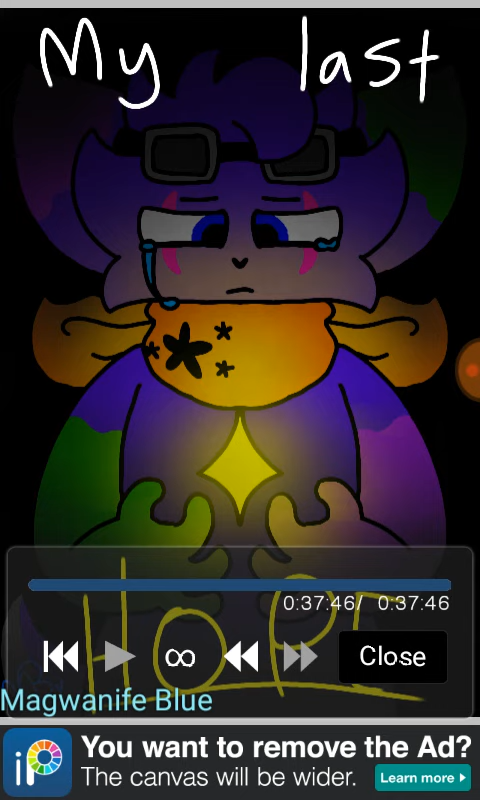 My last
HOPE
0:37:46/ 0:37:46
Close
Magwanife Blue
iP
You want to remove the Ad?
The canvas will be wider.
Learn more